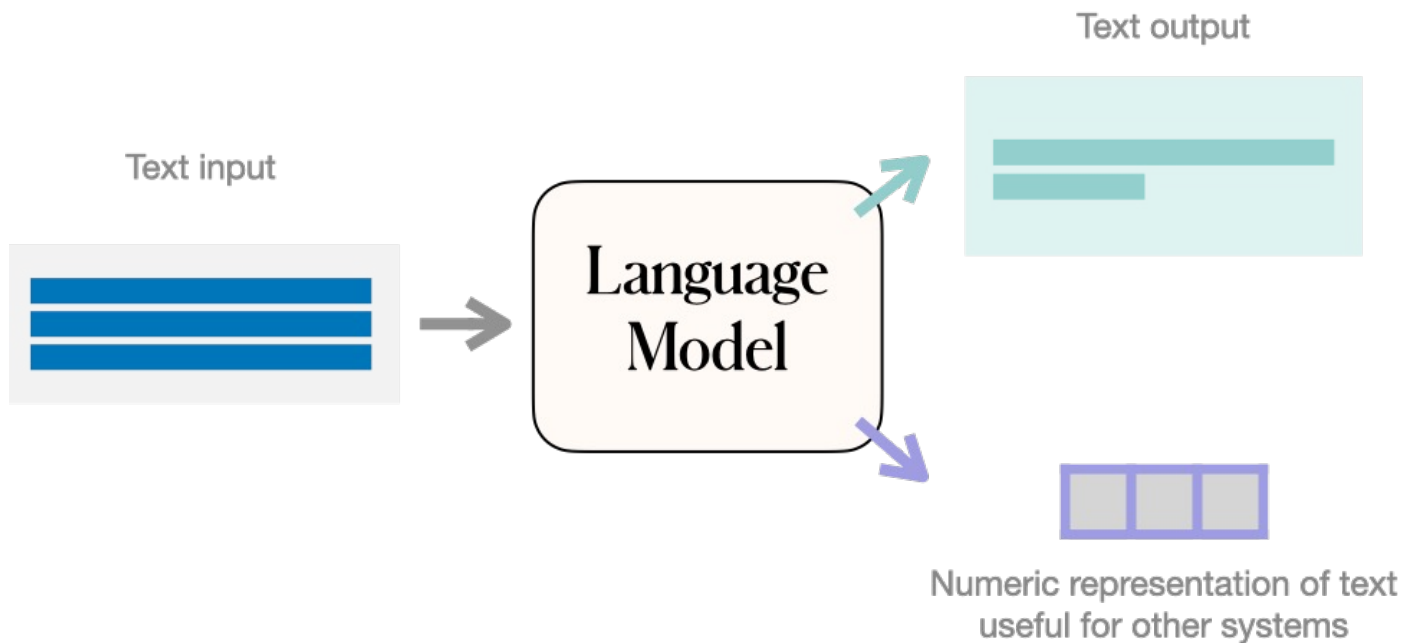 Text output
Text input
Language
Model
Numeric representation of text
useful for other systems